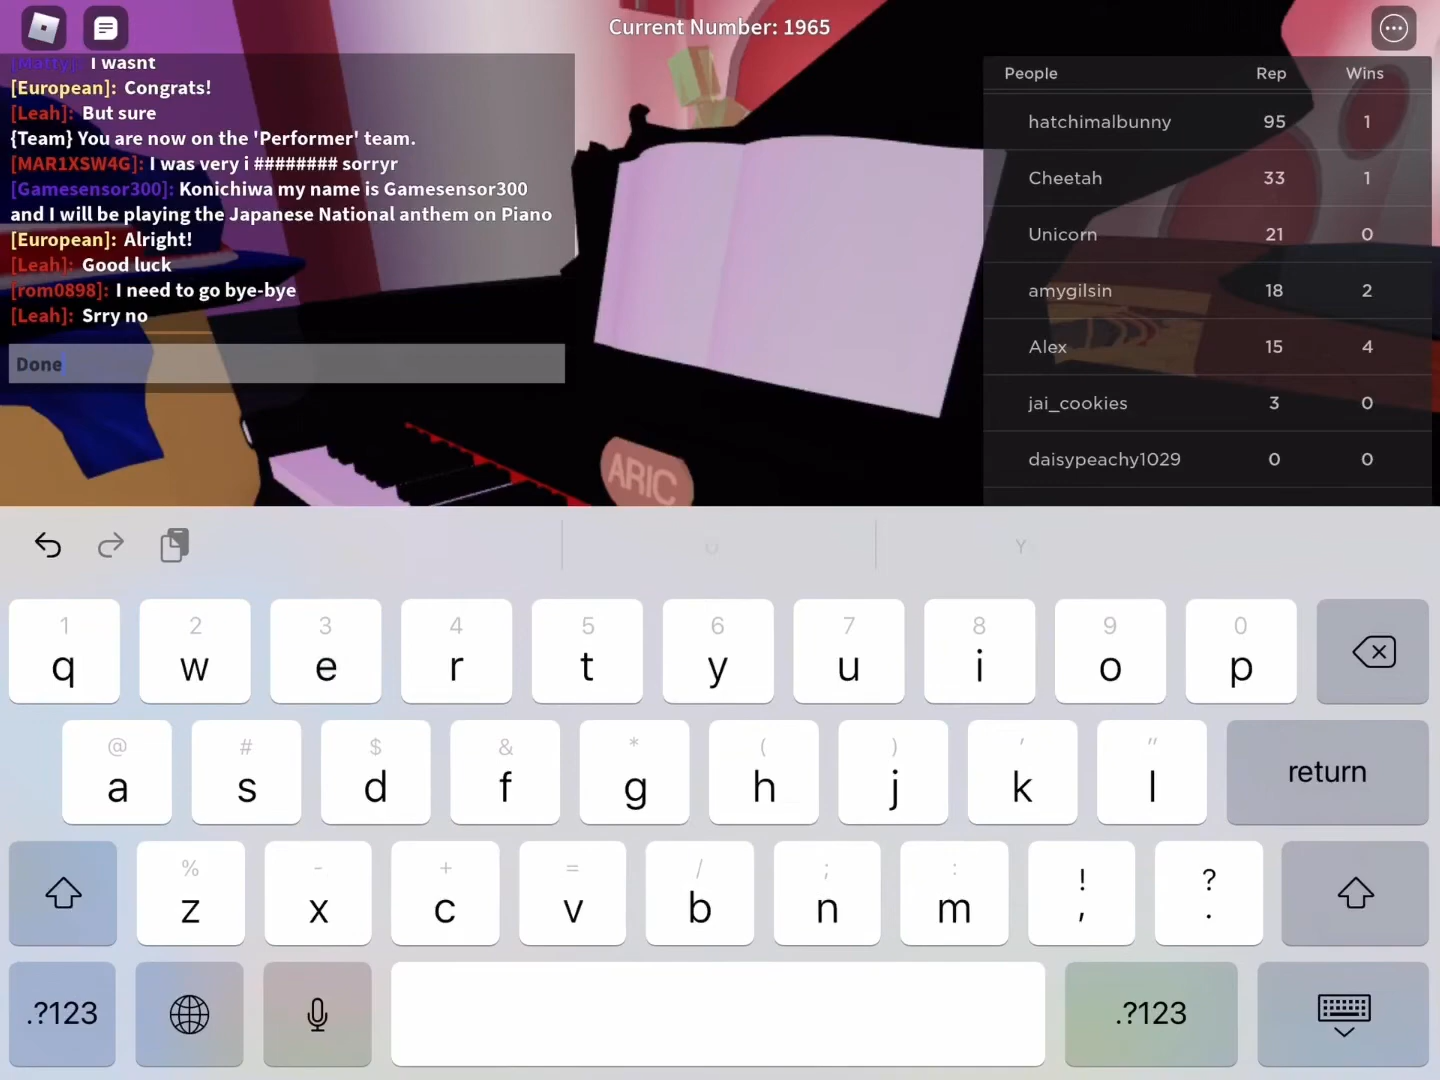 Current Number: 1965
[Matty]: I wasnt
[European]: Congrats!
[Leah]: But sure
{Team} You are now on the 'Performer' team.
[MAR1XSW4G]: I was very i ######## sorryr
[Gamesensor300]: Konichiwa my name is Gamesensor300
and I will be playing the Japanese National anthem on Piano
[European]: Alright!
[Leah]: Good luck
[rom0898]: I need to go bye-bye
[Leah]: Srry no
Done
People Rep Wins
hatchimalbunny 95 1
Cheetah 33 1
Unicorn 21 0
amygilsin 18 2
Alex 15 4
jai_cookies 3 0
daisypeachy1029 0 0
ARIC
Y
1 2 3 4 5 6 7 8 9 0
q w e r t y u i o p
@ # $ & * ( ) ' "
a s d f g h j k l return
% - + = / ; : ! ?
z x c v b n m , .
.?123 .?123